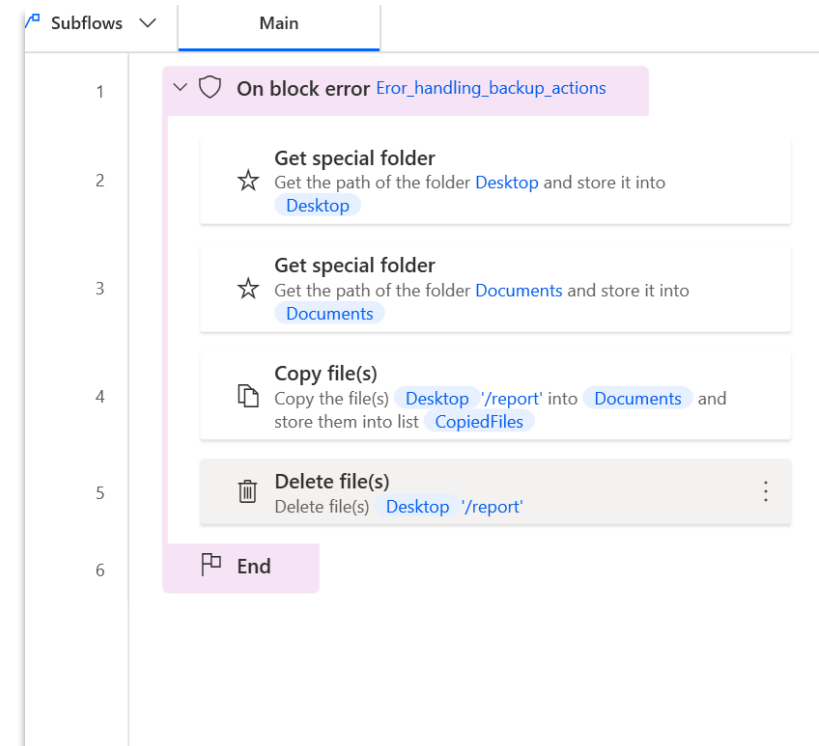 Subflows Main
1 On block error Eror_handling_backup_actions
Get special folder
2 Get the path of the folder Desktop and store it into
Desktop
Get special folder
3 Get the path of the folder Documents and store it into
Documents
Copy file(s)
4 Copy the file(s) Desktop '/report' into Documents and
store them into list CopiedFiles
Delete file(s)
5 Delete file(s) Desktop '/report'
6 End